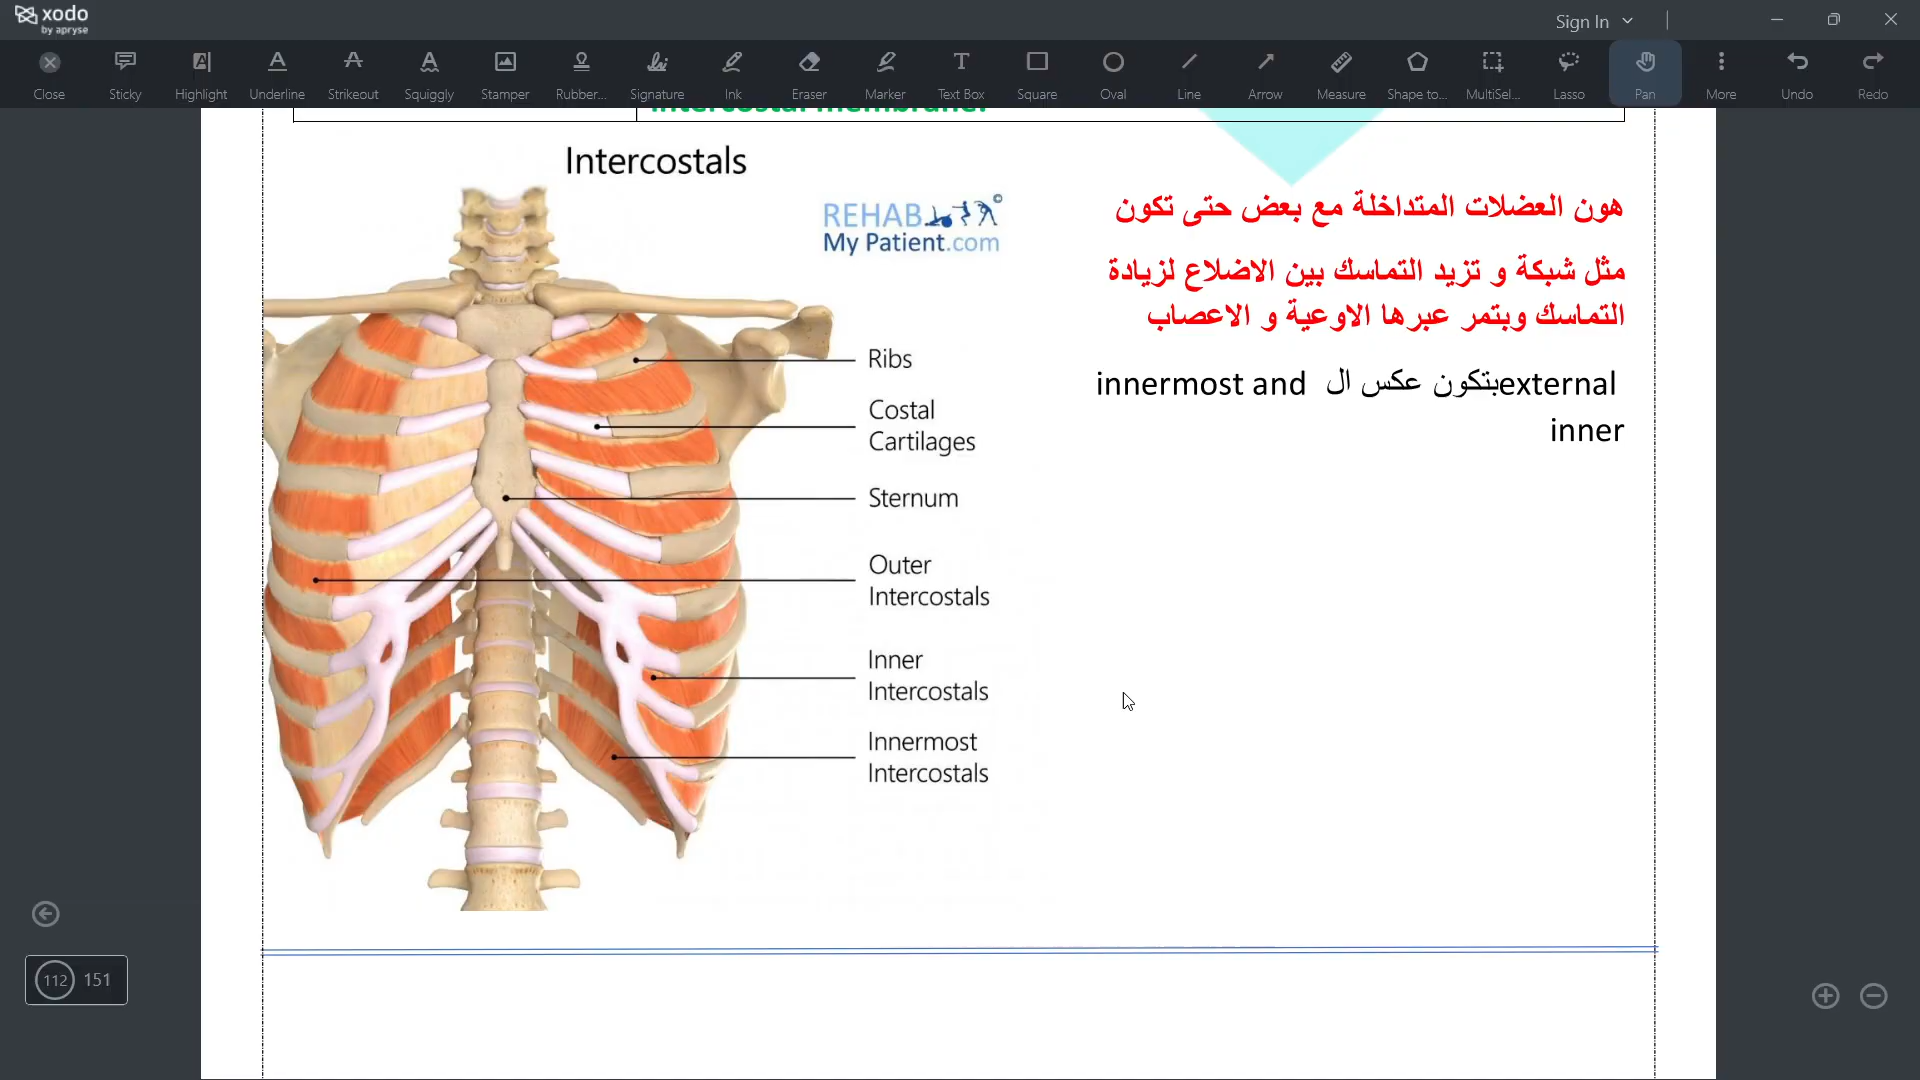 xodo
by apryse
Sign In
Close
Sticky
Highlight
Underline
Strikeout
Squiggly
Stamper
Rubber...
Signature
Ink
Eraser
Marker
Text Box
Square
Oval
Line
Arrow
Measure
Shape to...
MultiSel...
Lasso
Pan
More
Undo
Redo
intercostal membrane.
Intercostals
REHAB
My Patient.com
Ribs
Costal
Cartilages
Sternum
Outer
Intercostals
Inner
Intercostals
Innermost
Intercostals
هون العضلات المتداخلة مع بعض حتى تكون
مثل شبكة و تزيد التماسك بين الاضلاع لزيادة
التماسك وبتمر عبرها الاوعية و الاعصاب
external بتكون عكس ال innermost and
inner
112 151